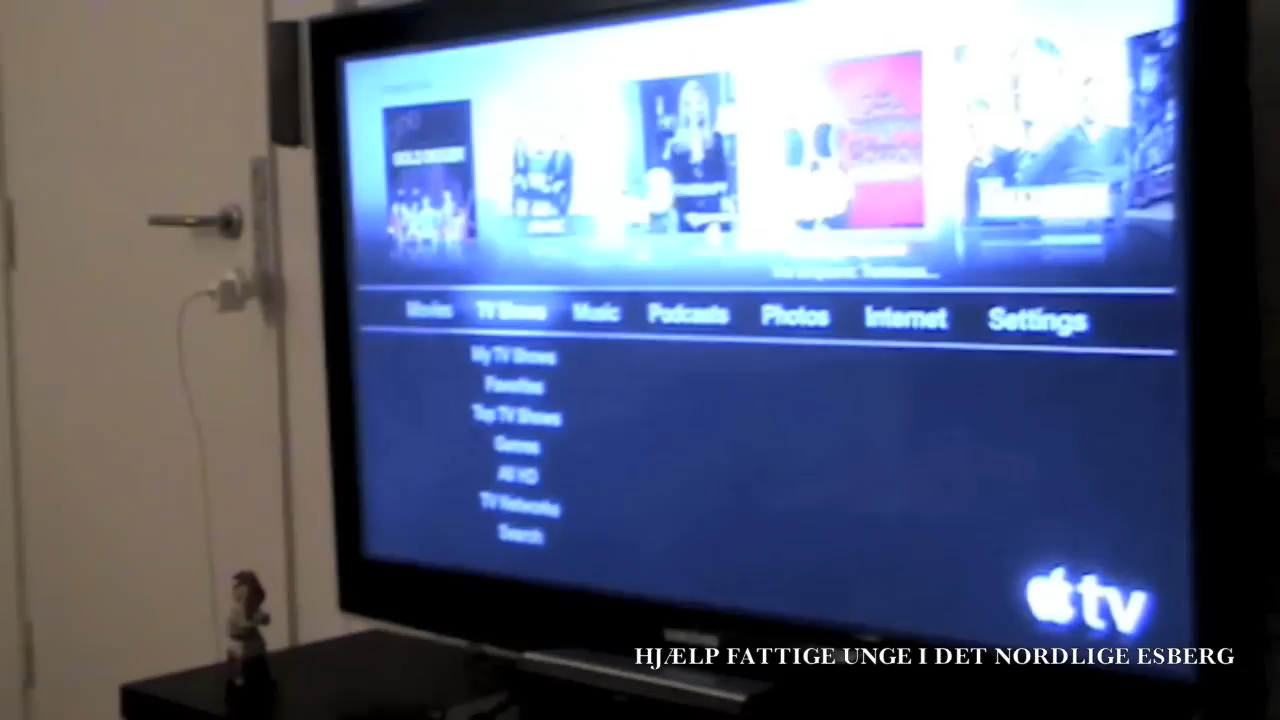 Movies TV Shows Music Podcasts Photos Internet Settings
My TV Shows
Favorites
Top TV Shows
Genres
All HD
TV Networks
Search
tv
HJÆLP FATTIGE UNGE I DET NORDLIGE ESBERG